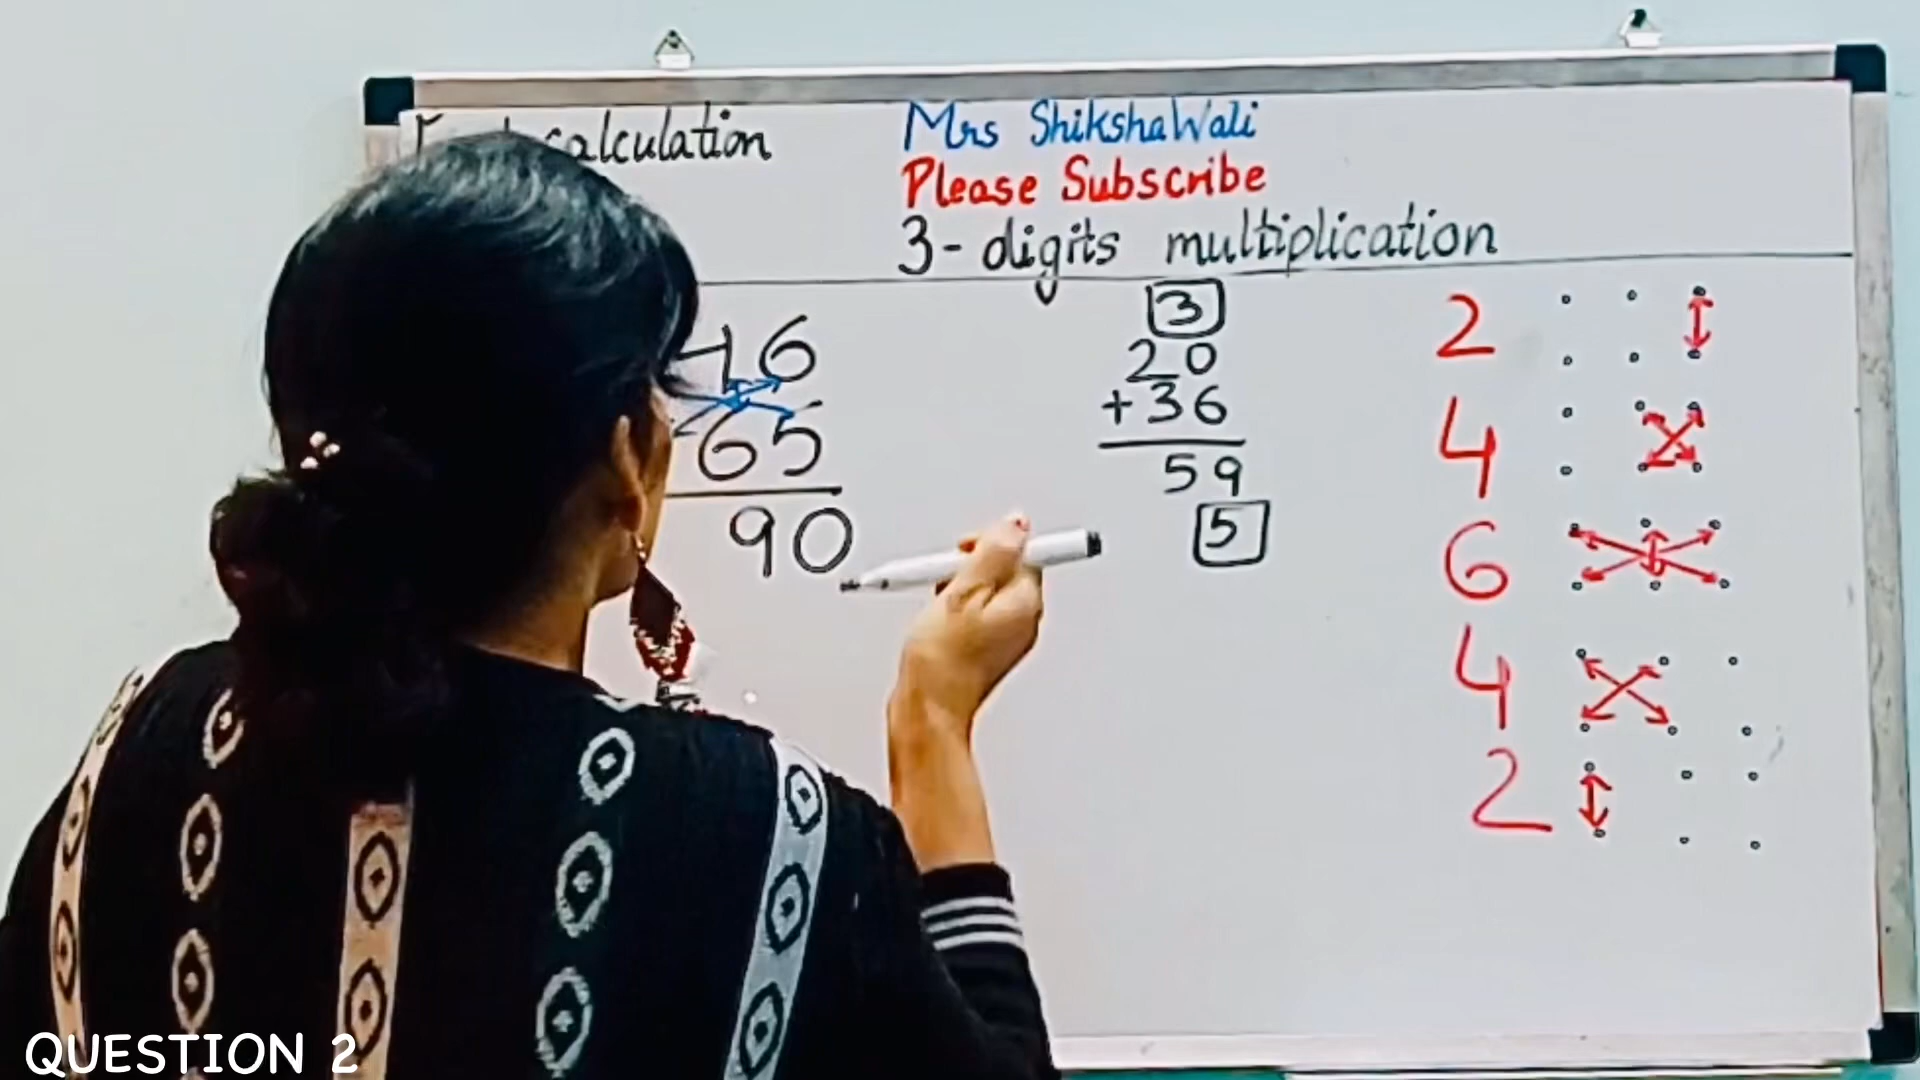 calculation
Mrs ShikshaWali
Please Subscribe
3- digits multiplication
46
65
90
3
20
+36
59
5
2
4
6
4
2
QUESTION 2